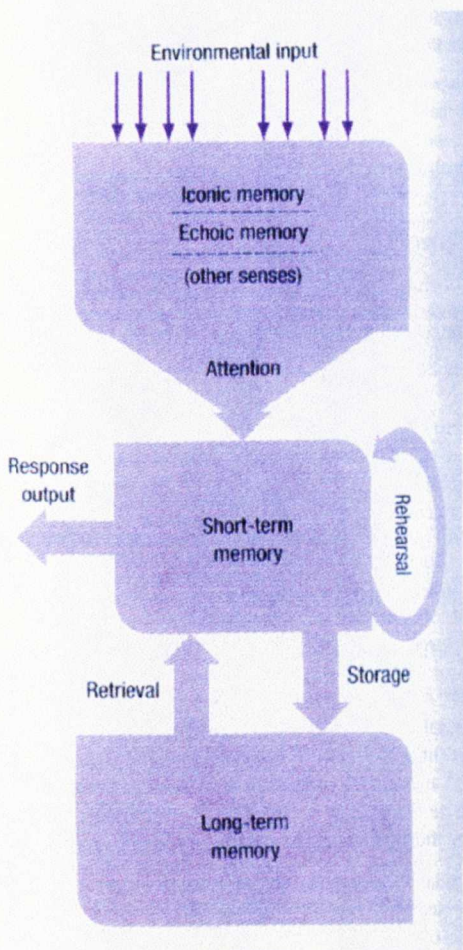 Environmental input
Iconic memory
Echoic memory
(other senses)
Attention
Response
output
Short-term
memory
Rehearsal
Retrieval
Storage
Long-term
memory